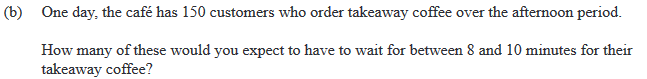 (b) One day, the café has 150 customers who order takeaway coffee over the afternoon period.
How many of these would you expect to have to wait for between 8 and 10 minutes for their
takeaway coffee?